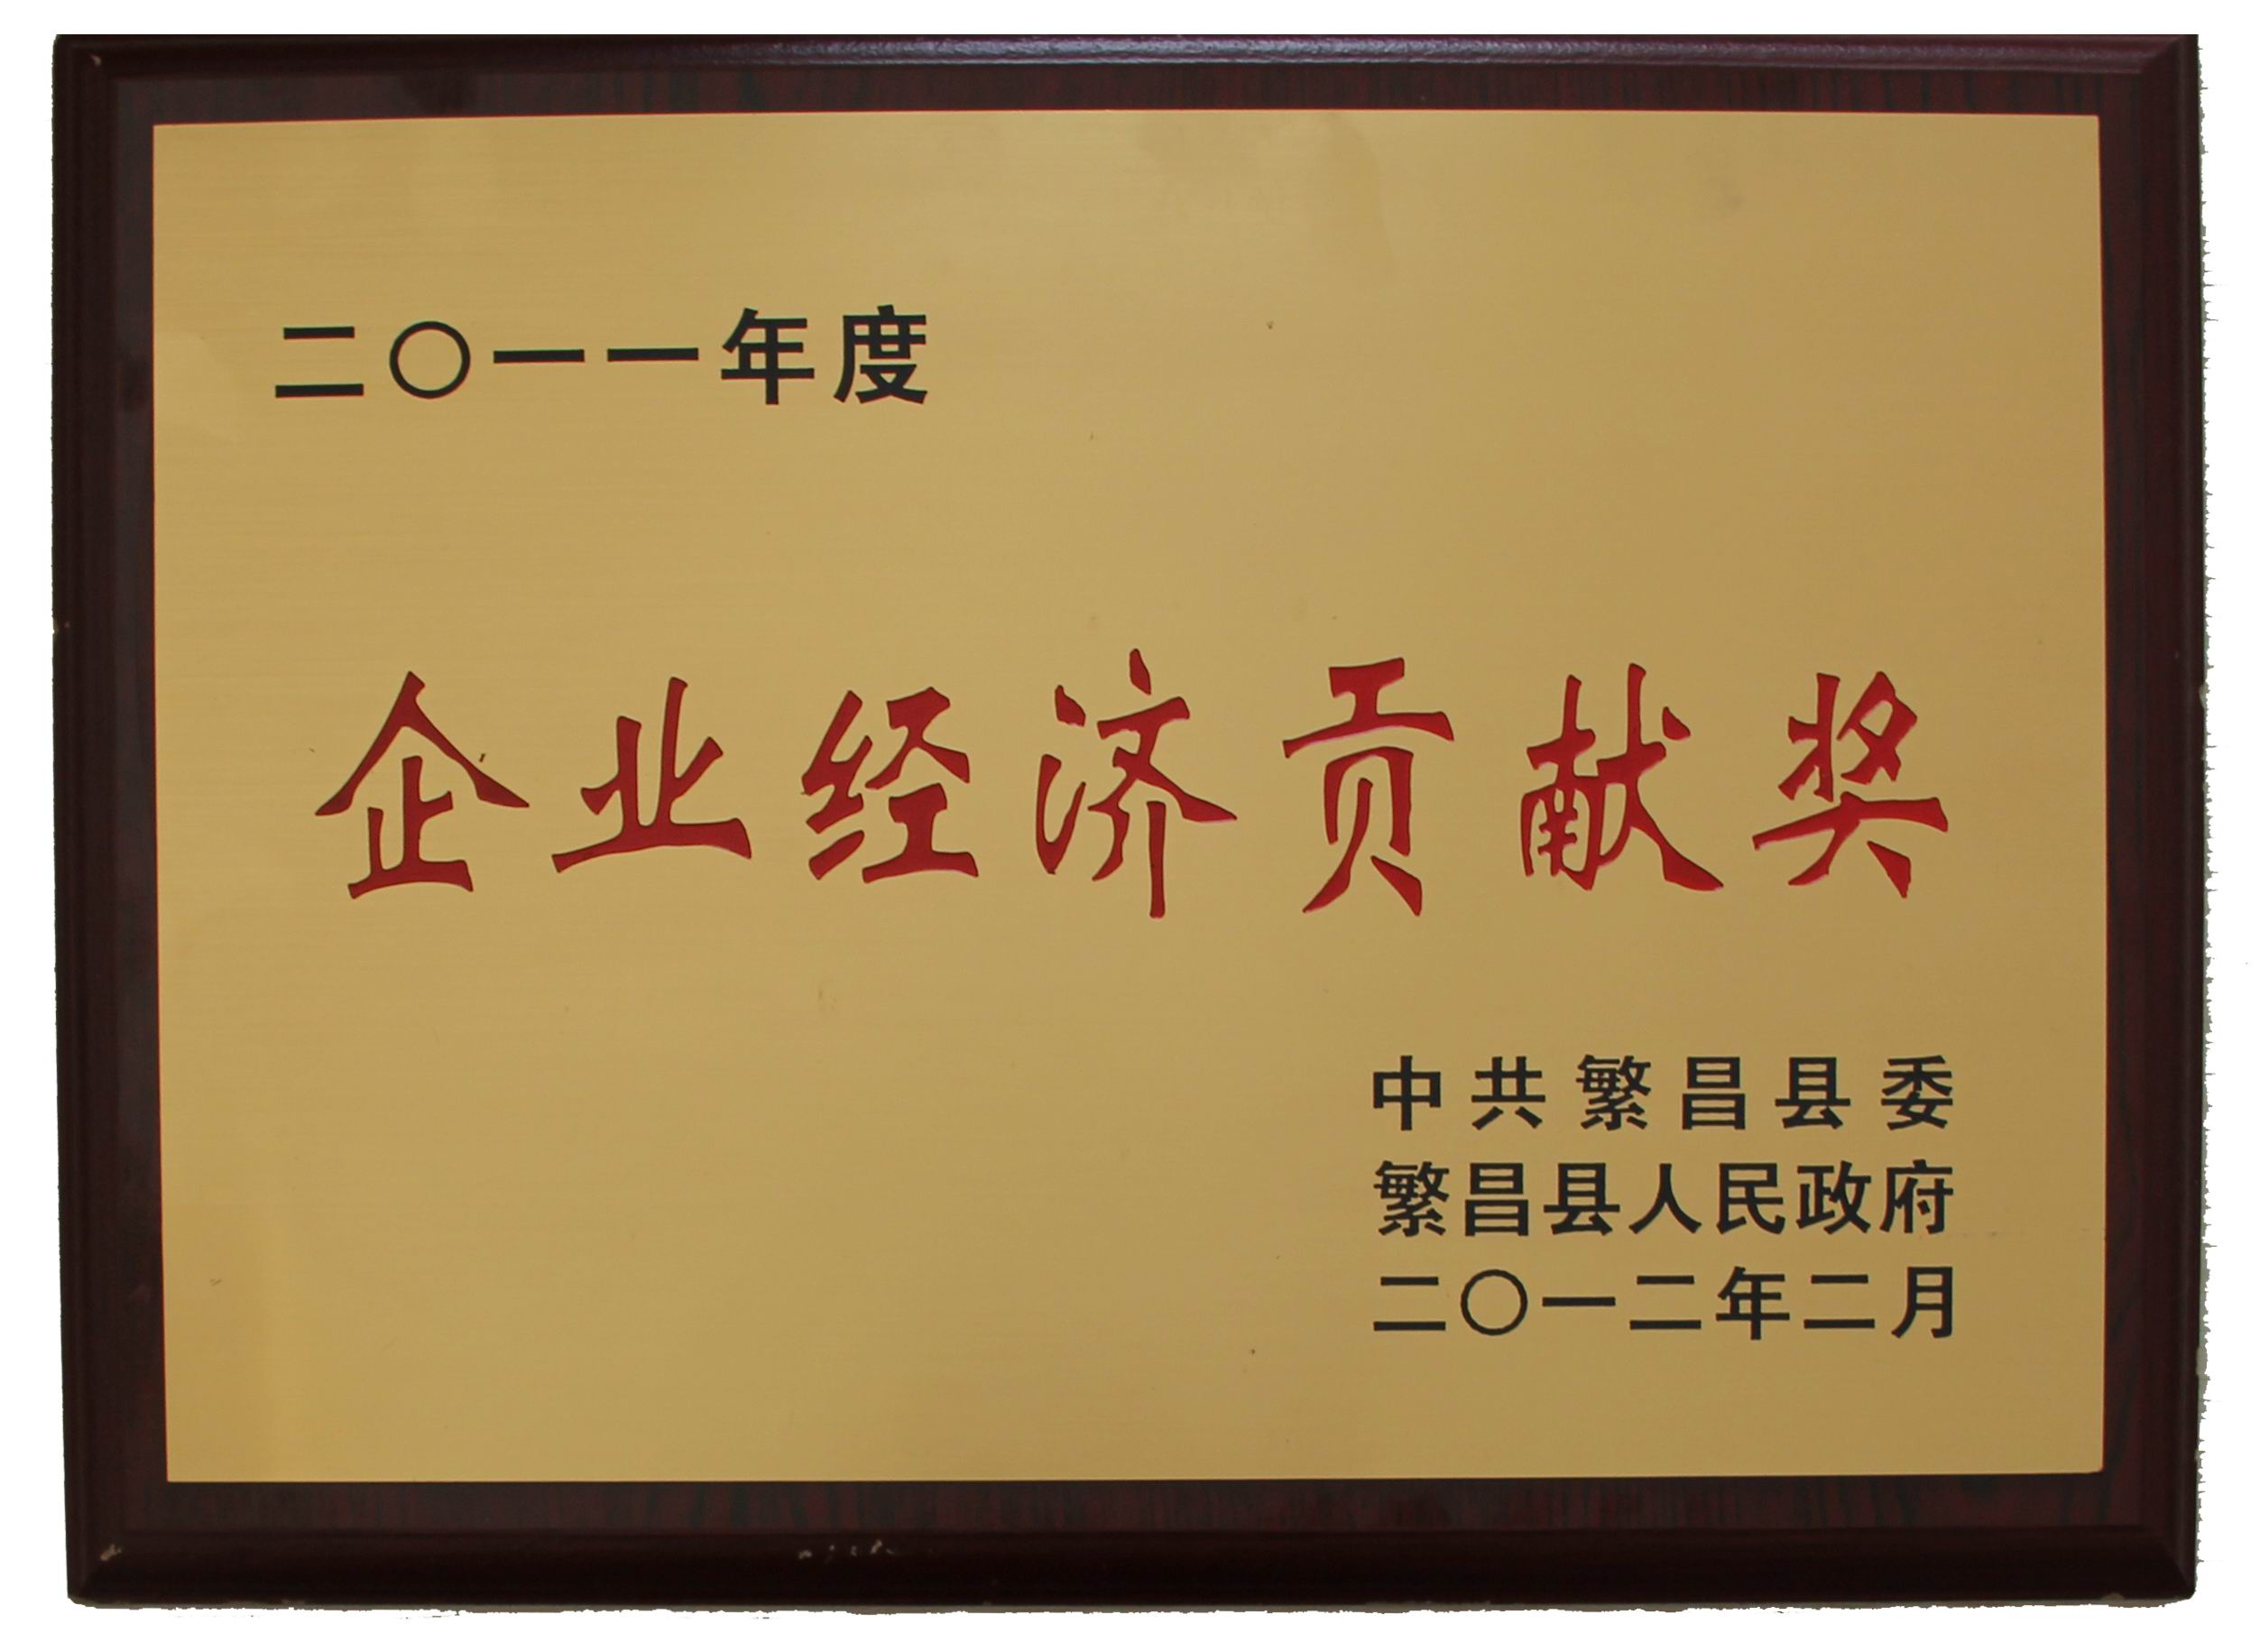 二〇一一年度
企业经济贡献奖
中共繁昌县委
繁昌县人民政府
二〇一二年二月